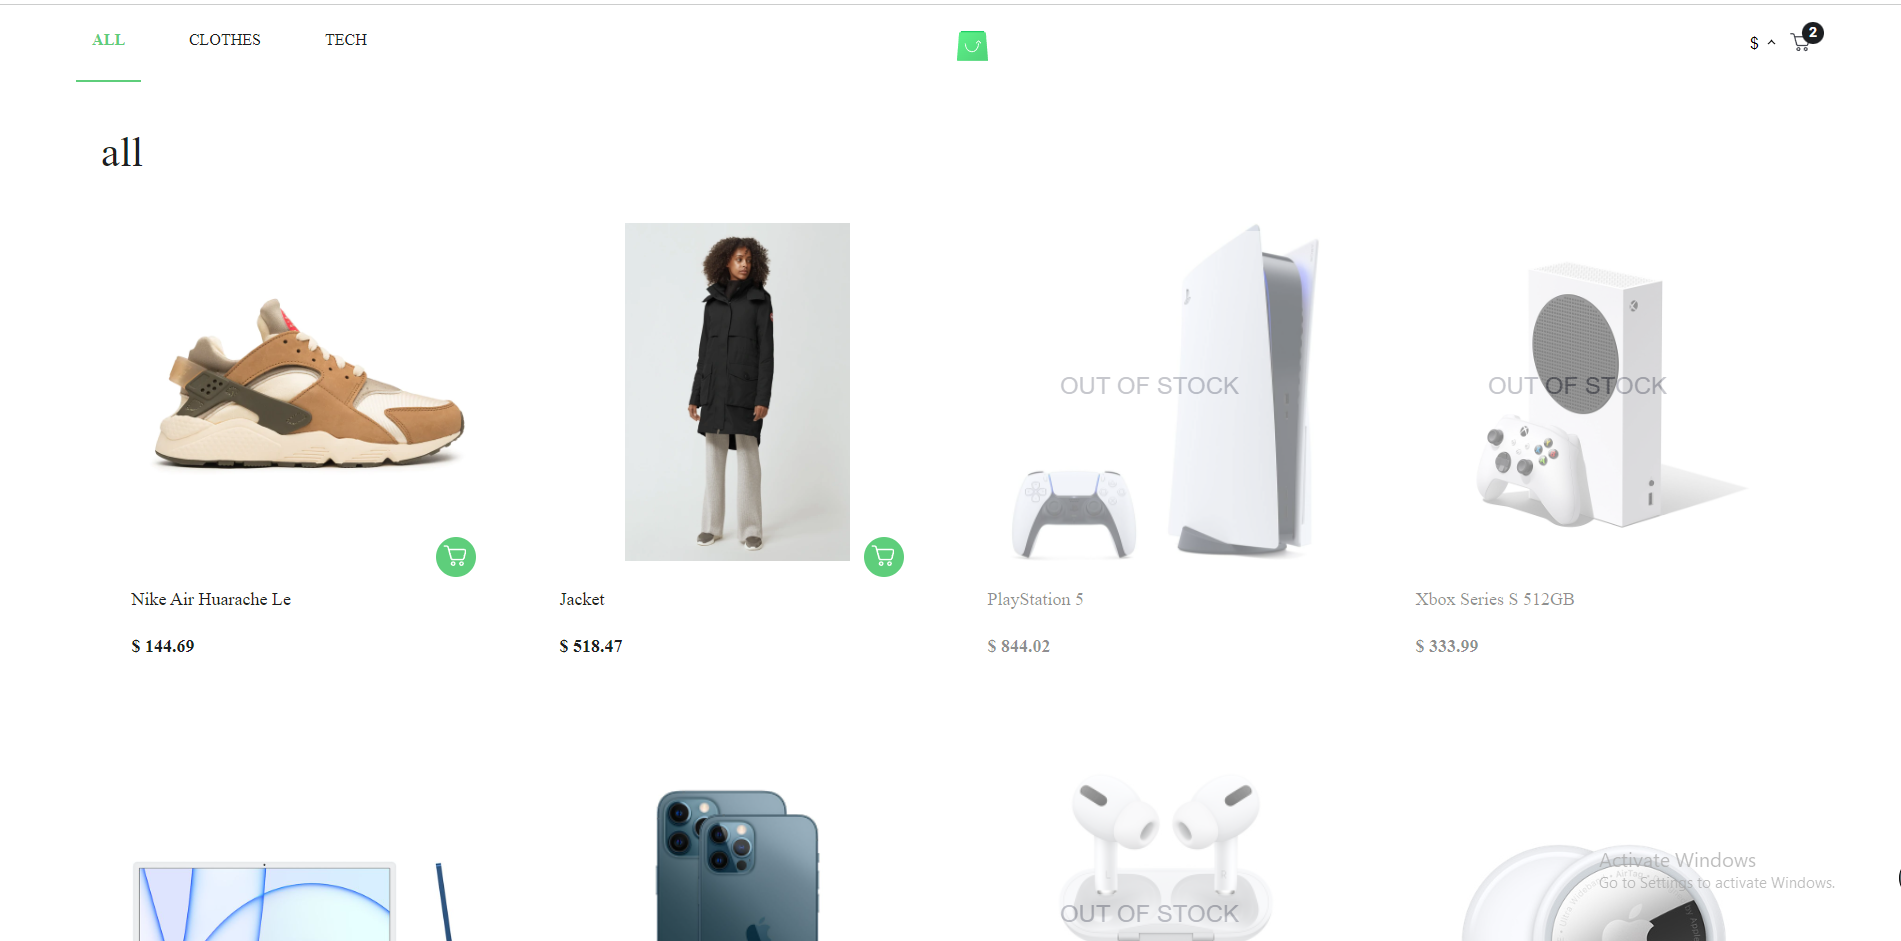 ALL CLOTHES TECH
$ 2
all
OUT OF STOCK
OUT OF STOCK
Nike Air Huarache Le
$ 144.69
Jacket
$ 518.47
PlayStation 5
$ 844.02
Xbox Series S 512GB
$ 333.99
OUT OF STOCK
Activate Windows
Go to Settings to activate Windows.